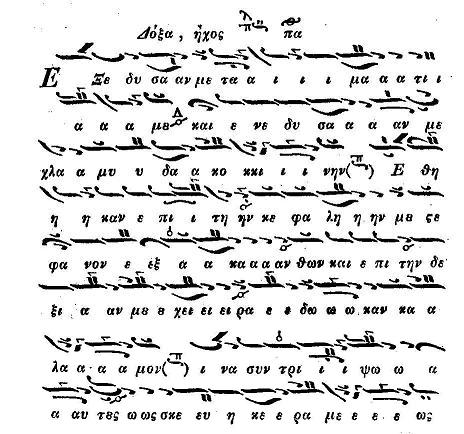 Δόξα, ἦχος πα
Ε Ξε δυ σα αν με τα α ι ι ι μα α α τι ι
α α α με και ε νε δυ σα α α αν με
χλα α μυ υ δα α κο κκι ι ι νην (π) Ε θη
η η καν ε πι ι τη ην κε φα λη η ην με ςε
φα νον ε εξ α α κα α αν θων και ε πι την δε
ξι α αν με ε χει ει ει ρα ε ι δω ω ω καν κα α
λα α α α μον (π) ι να συν τρι ι ι ψω ω α
α αυ τες ω ως σκε ευ η κε ε ρα με ε ε ε ως